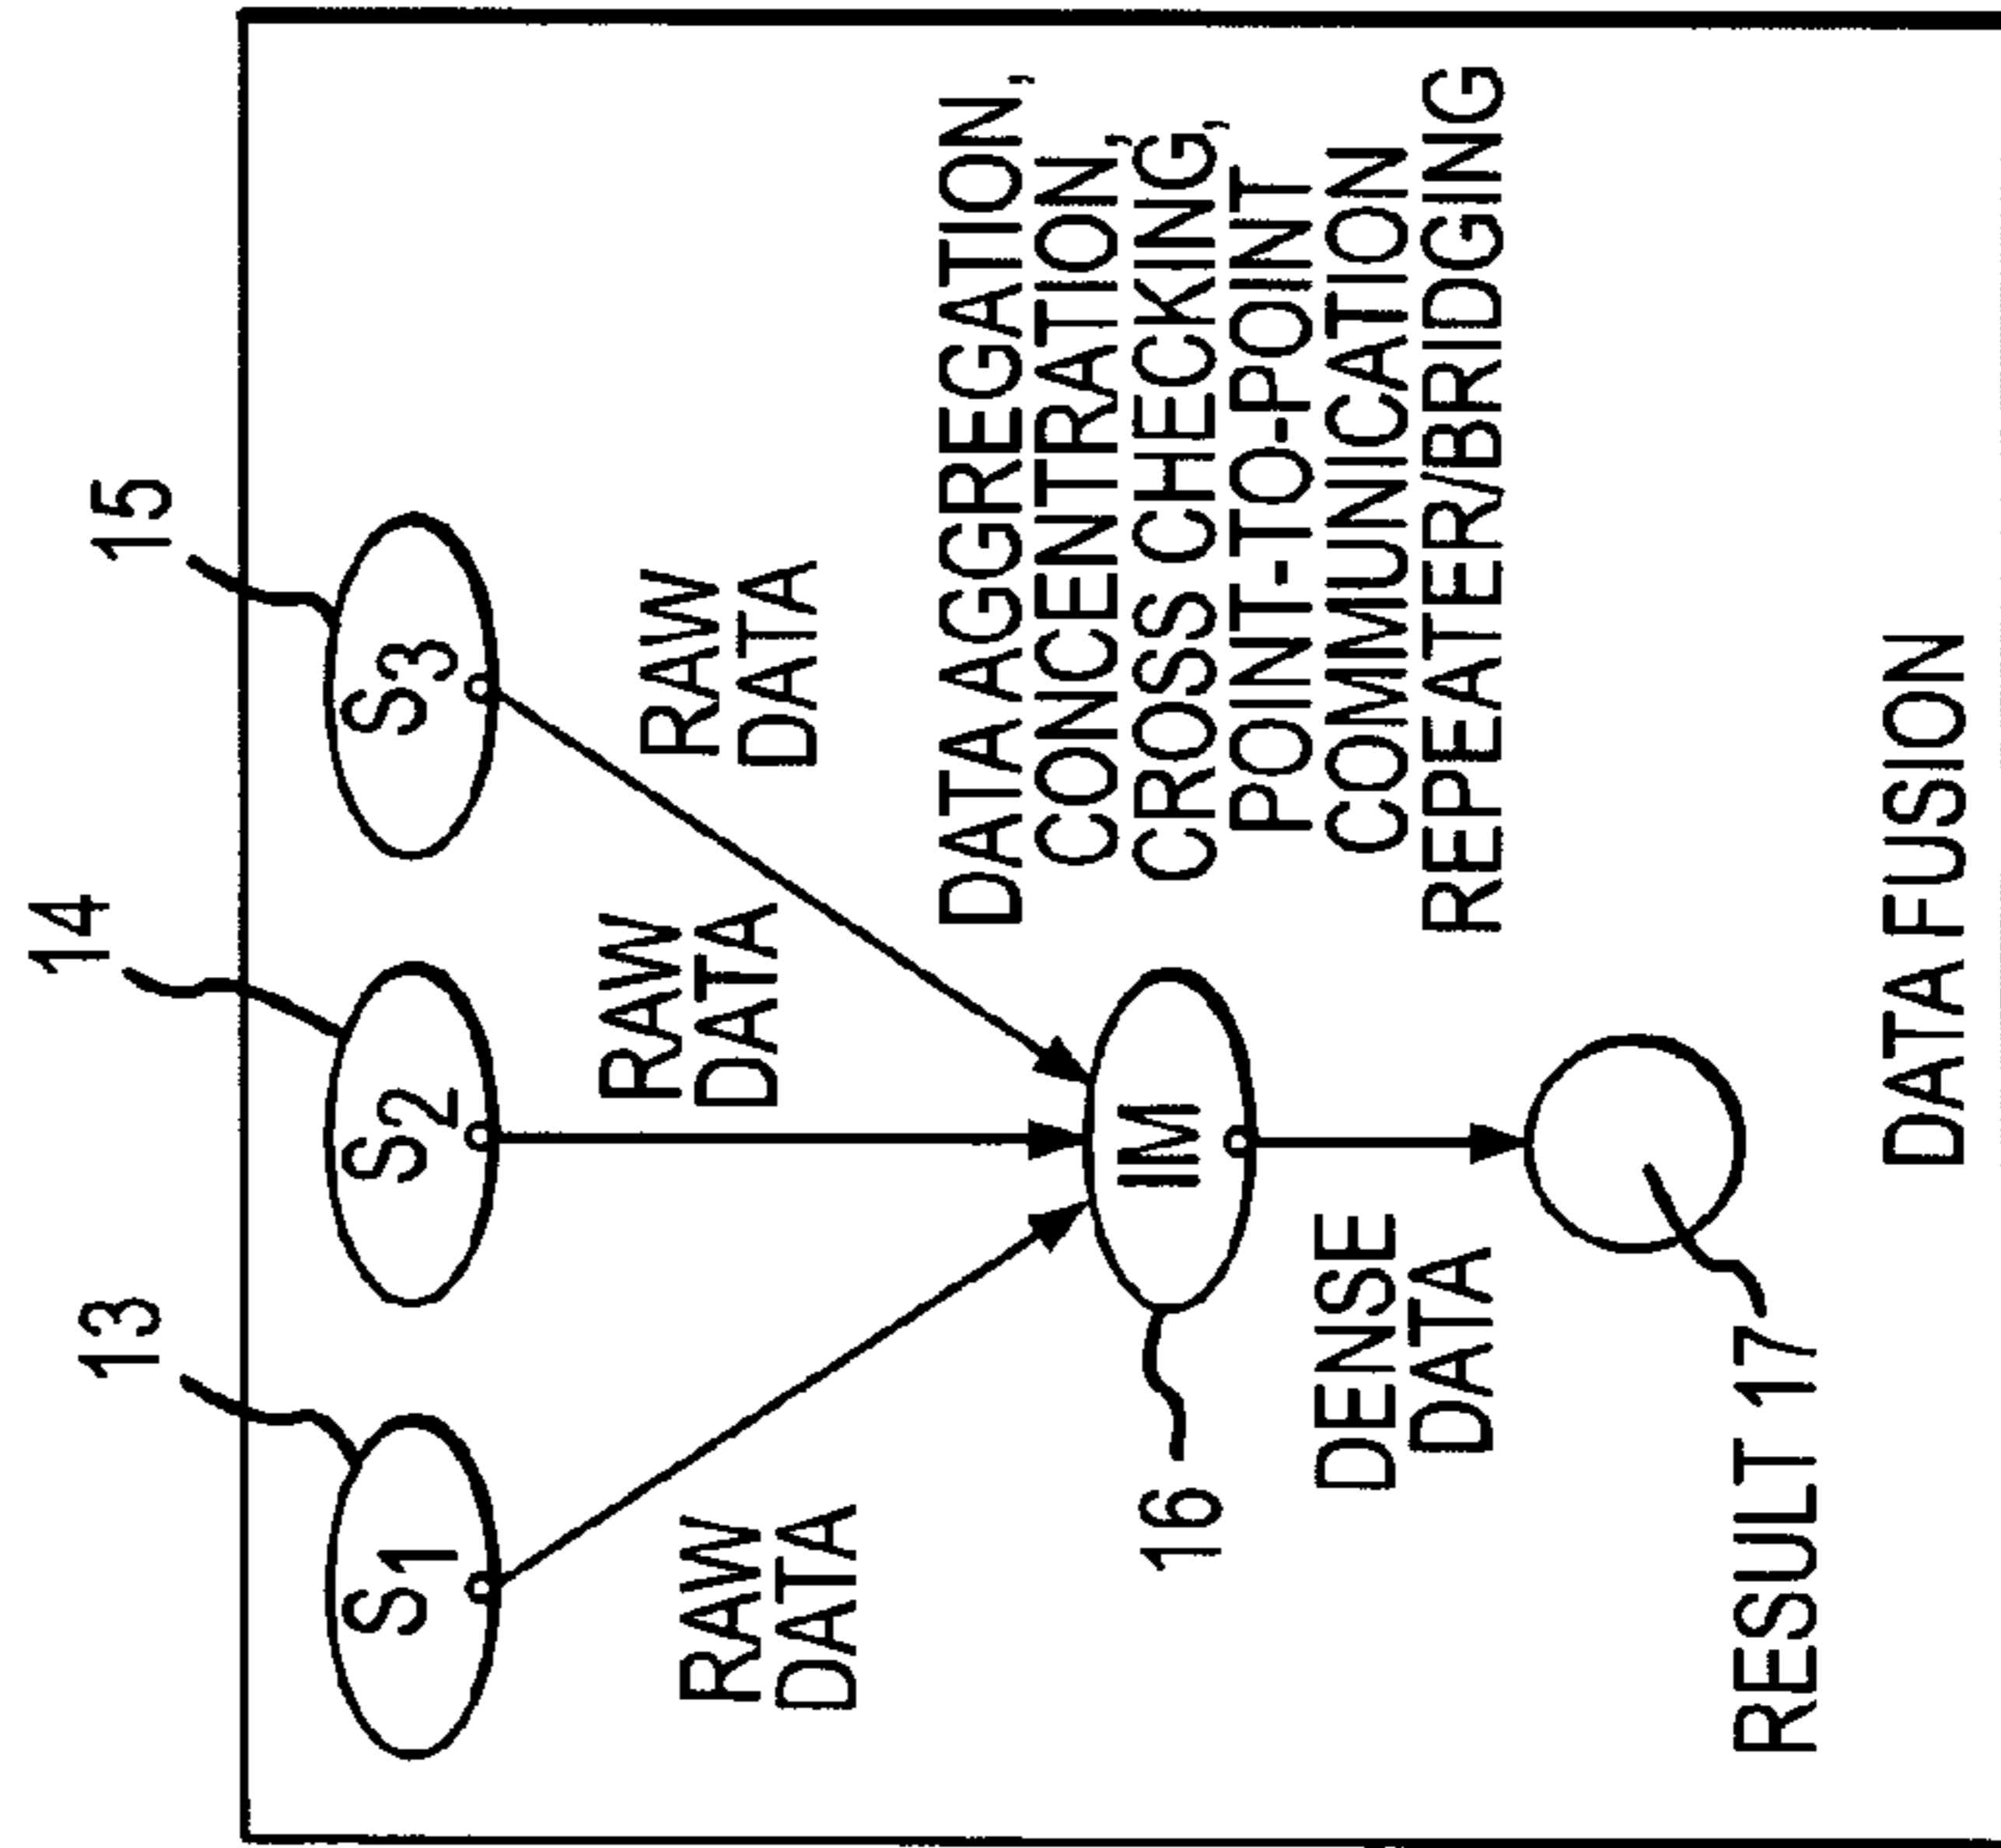 13
14
15
S1
S2
S3
RAW
DATA
RAW
DATA
RAW
DATA
16
IM
DATA AGGREGATION,
CONCENTRATION,
CROSS CHECKING,
POINT-TO-POINT
COMMUNICATION
REPEATER/BRIDGING
DENSE
DATA
RESULT 17
DATA FUSION